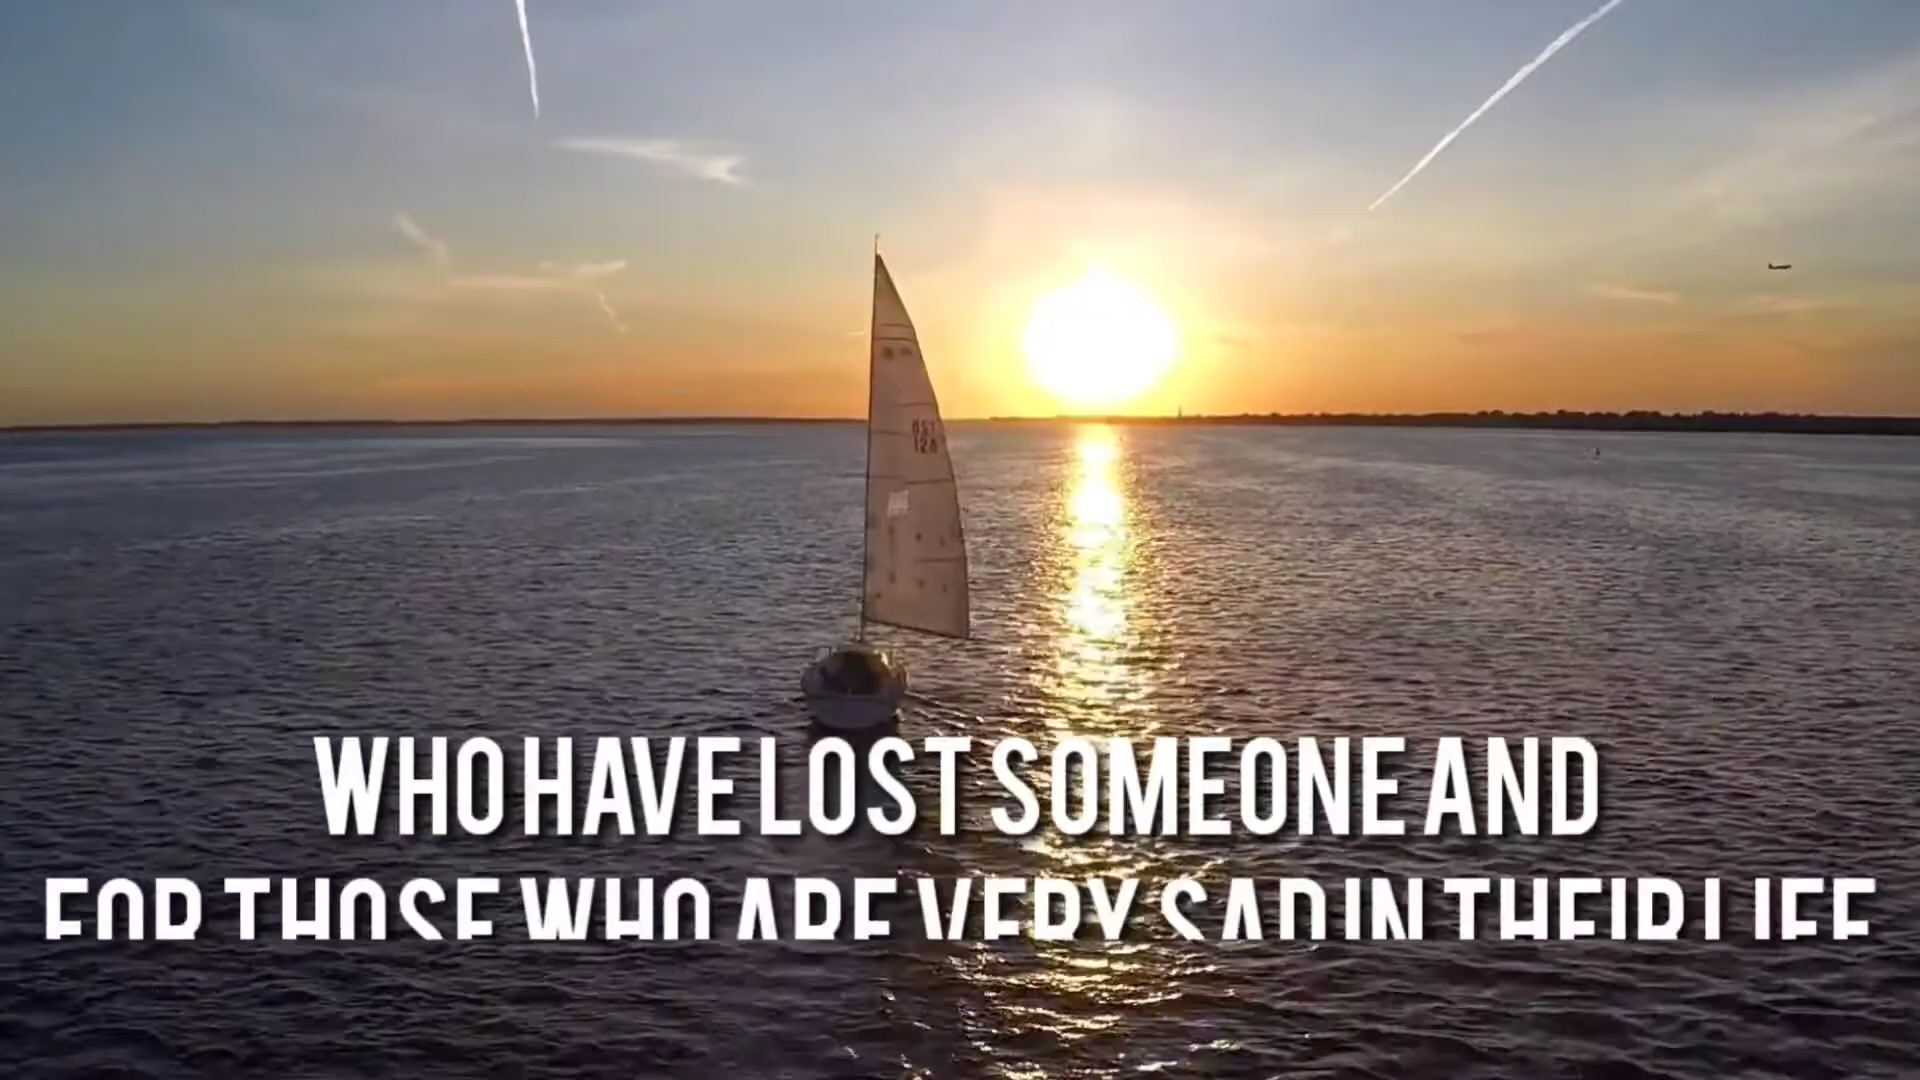 WHO HAVE LOST SOMEONE AND
FOR THOSE WHO ARE VERY SAD IN THEIR LIFE